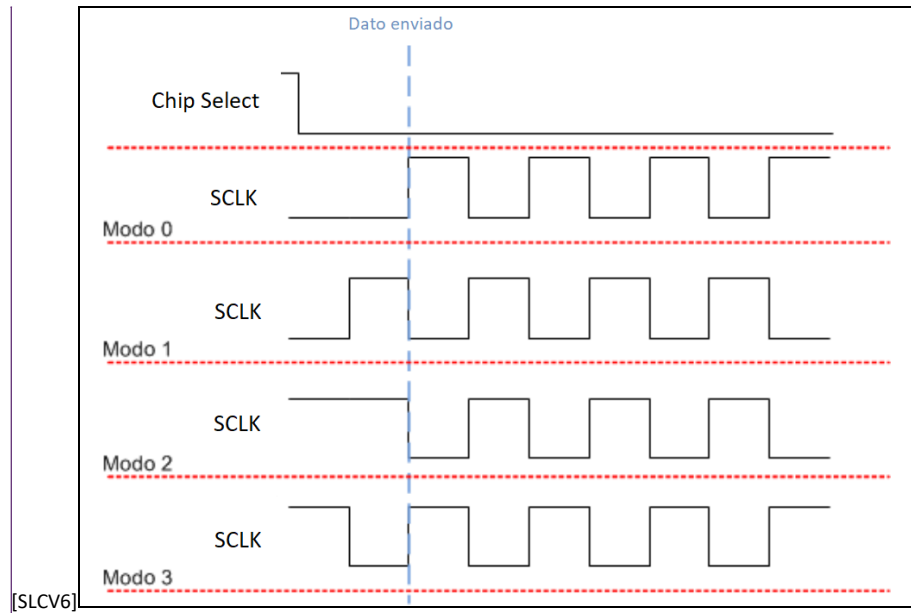 Dato enviado
Chip Select
SCLK
Modo 0
SCLK
Modo 1
SCLK
Modo 2
SCLK
Modo 3
[SLCV6]